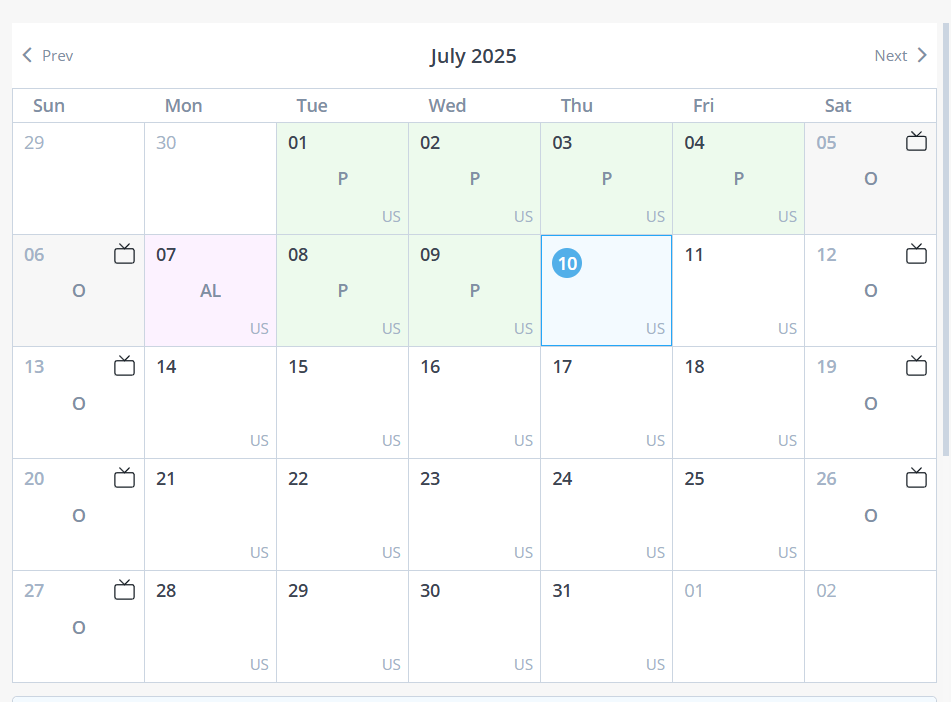 Prev July 2025 Next
Sun Mon Tue Wed Thu Fri Sat
29 30 01 02 03 04 05
P P P P O
US US US US
06 07 08 09 10 11 12
O AL P P O
US US US US US
13 14 15 16 17 18 19
O O
US US US US US
20 21 22 23 24 25 26
O O
US US US US US
27 28 29 30 31 01 02
O
US US US US